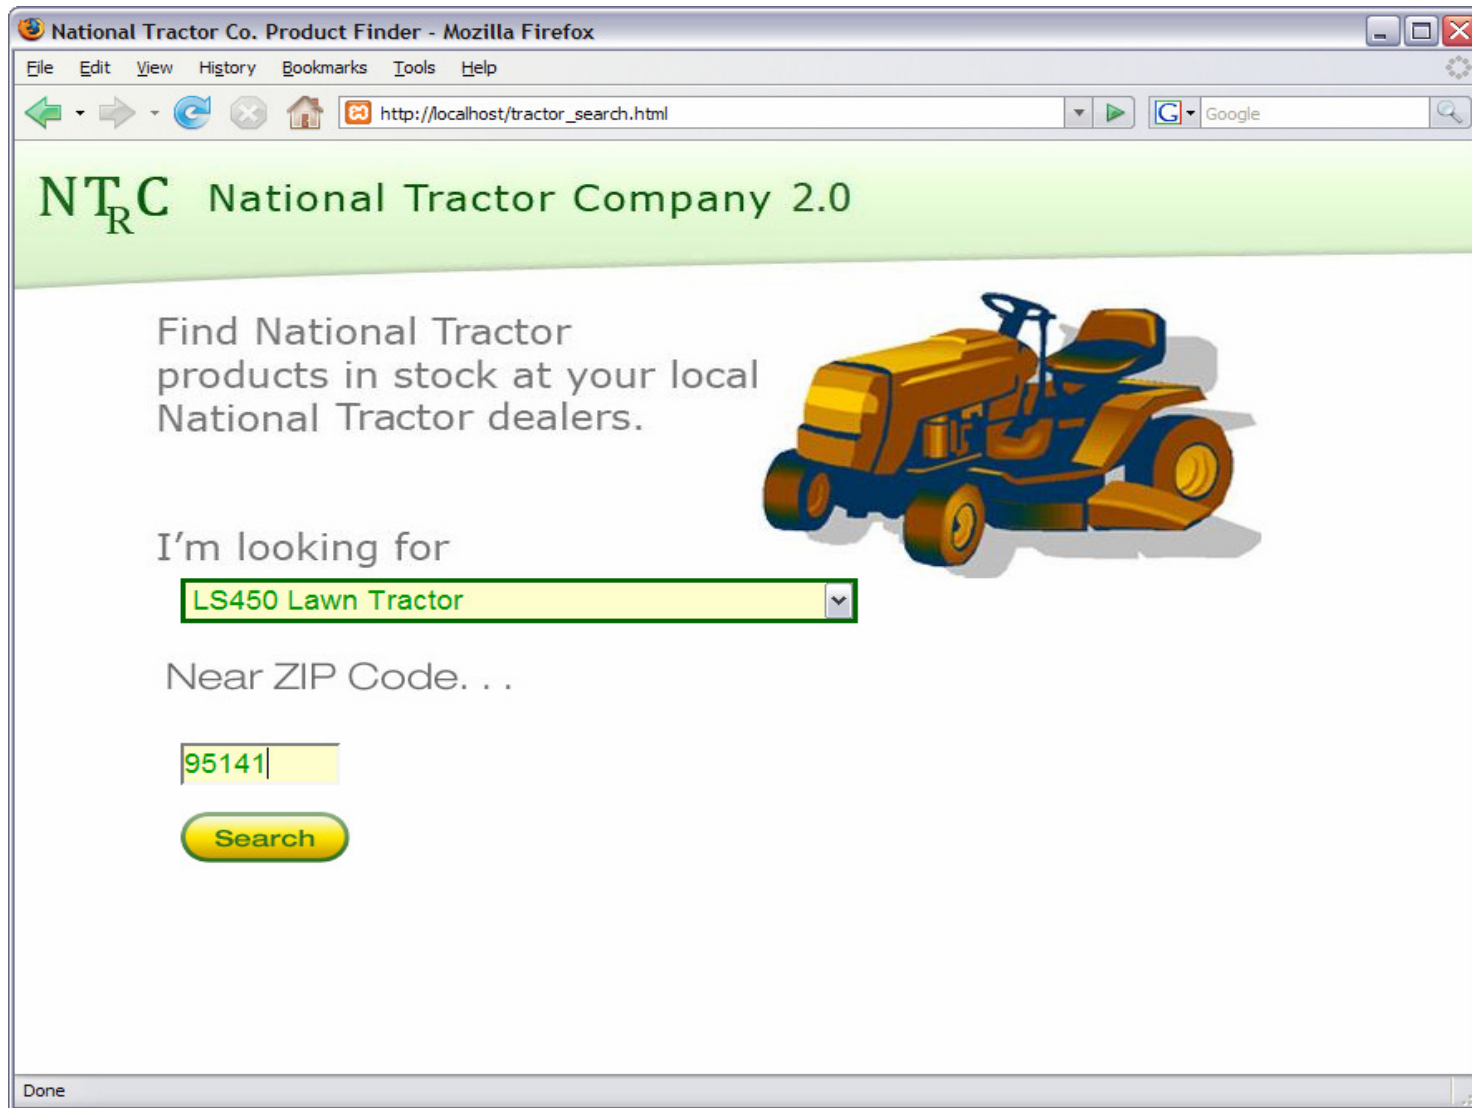 National Tractor Co. Product Finder - Mozilla Firefox
File Edit View History Bookmarks Tools Help
http://localhost/tractor_search.html
G Google
NTRC National Tractor Company 2.0
Find National Tractor
products in stock at your local
National Tractor dealers.
I'm looking for
LS450 Lawn Tractor
Near ZIP Code. . .
95141
Search
Done